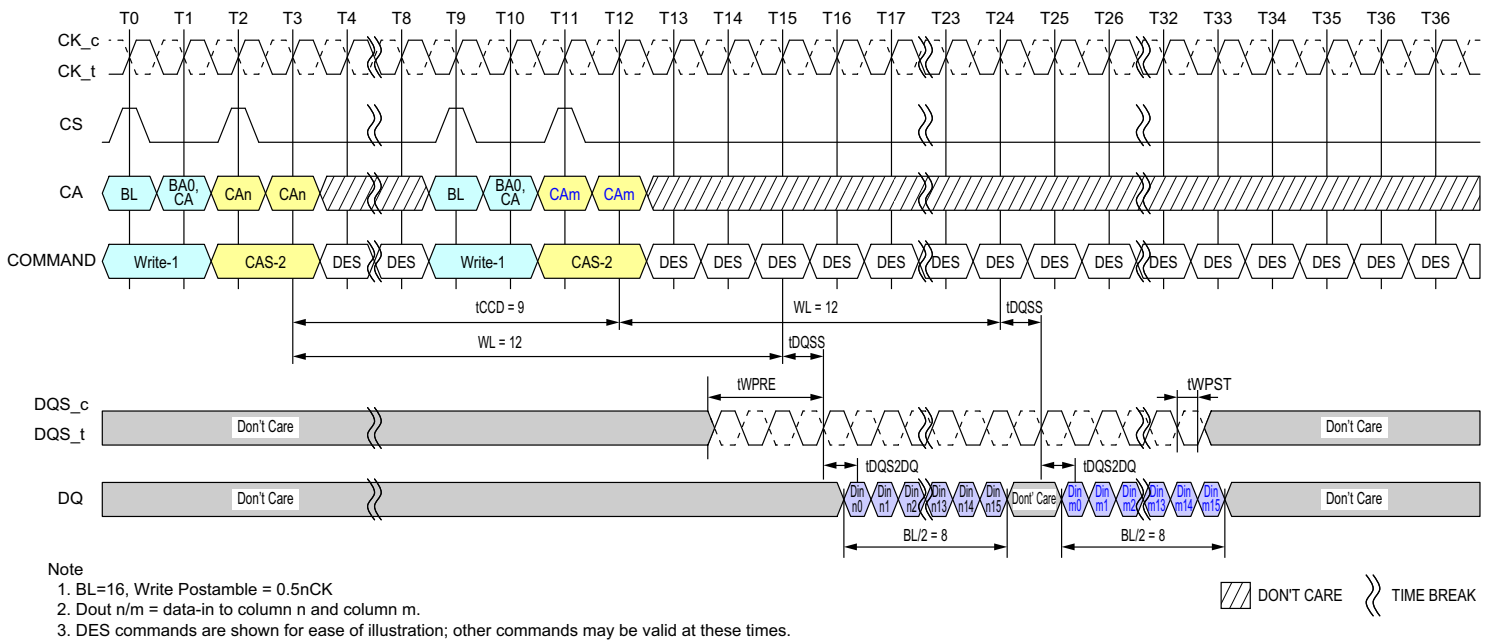 T0 T1 T2 T3 T4 T8 T9 T10 T11 T12 T13 T14 T15 T16 T17 T23 T24 T25 T26 T32 T33 T34 T35 T36 T36
CK_c
CK_t
CS
CA BL BA0, CA CAn CAn BL BA0, CA CAm CAm
COMMAND Write-1 CAS-2 DES DES Write-1 CAS-2 DES DES DES DES DES DES DES DES DES DES DES DES DES DES DES
tCCD = 9 WL = 12 tDQSS
WL = 12 tDQSS
tWPRE tWPST
DQS_c
DQS_t Don't Care Don't Care
tDQS2DQ tDQS2DQ
DQ Don't Care Din n0 Din n1 Din n2 Din n13 Din n14 Din n15 Dont' Care Din m0 Din m1 Din m2 Din m13 Din m14 Din m15 Don't Care
BL/2 = 8 BL/2 = 8
Note
1. BL=16, Write Postamble = 0.5nCK
2. Dout n/m = data-in to column n and column m.
3. DES commands are shown for ease of illustration; other commands may be valid at these times.
DON'T CARE TIME BREAK